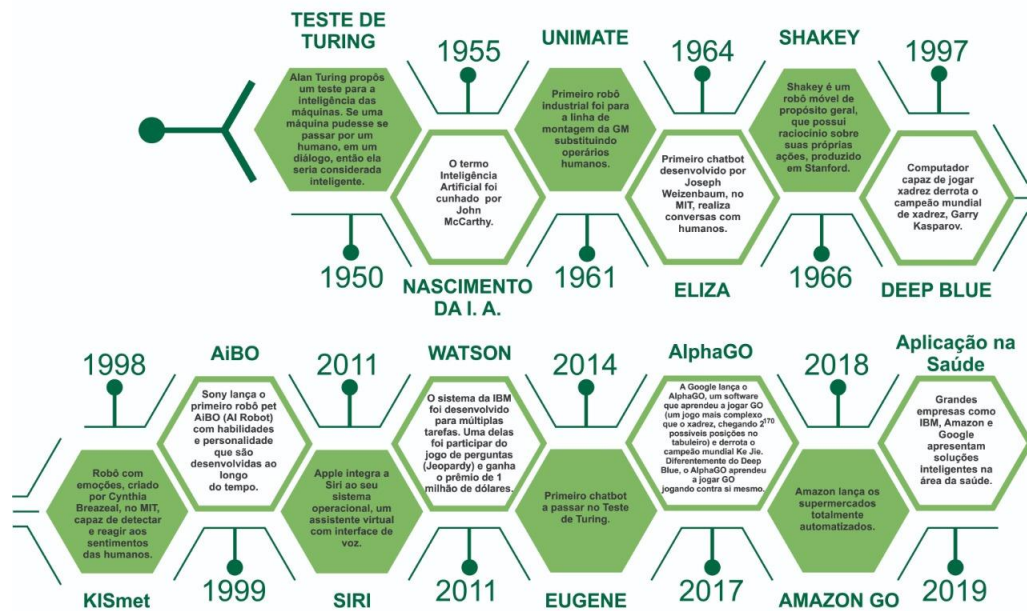 TESTE DE
TURING
Alan Turing propôs
um teste para a
inteligência das
máquinas. Se uma
máquina pudesse se
passar por um
humano, em um
diálogo, então ela
seria considerada
inteligente.
1950
1955
O termo
Inteligência
Artificial foi
cunhado por
John
McCarthy.
NASCIMENTO
DA I. A.
UNIMATE
Primeiro robô
industrial foi para
a linha de
montagem da GM
substituindo
operários
humanos.
1961
1964
Primeiro chatbot
desenvolvido por
Joseph
Weizenbaum, no
MIT, realiza
conversas com
humanos.
ELIZA
SHAKEY
Shakey é um
robô móvel de
propósito geral,
que possui
raciocínio sobre
suas próprias
ações, produzido
em Stanford.
1966
1997
Computador
capaz de jogar
xadrez derrota o
campeão mundial
de xadrez, Garry
Kasparov.
DEEP BLUE
1998
Robô com
emoções, criado
por Cynthia
Breazeal, no MIT,
capaz de detectar
e reagir aos
sentimentos
das humanos.
KISmet
AiBO
Sony lança o
primeiro robô pet
AiBO (AI Robot)
com habilidades
e personalidade
que são
desenvolvidas ao
longo
do tempo.
1999
2011
Apple integra a
Siri ao seu
sistema
operacional, um
assistente virtual
com interface de
voz.
SIRI
WATSON
O sistema da IBM
foi desenvolvido
para múltiplas
tarefas. Uma delas
foi participar do
jogo de perguntas
(Jeopardy) e ganha
o prêmio de 1
milhão de dólares.
2011
2014
Primeiro chatbot
a passar no Teste
de Turing.
EUGENE
AlphaGO
A Google lança o
AlphaGO, um software
que aprendeu a jogar GO
(um jogo mais complexo
que o xadrez, chegando 2¹⁷⁰
possíveis posições no
tabuleiro) e derrota o
campeão mundial Ke Jie.
Diferentemente do Deep
Blue, o AlphaGO aprendeu
a jogar GO
jogando contra si mesmo.
2017
2018
Amazon lança os
supermercados
totalmente
automatizados.
AMAZON GO
Aplicação na
Saúde
Grandes
empresas como
IBM, Amazon e
Google
apresentam
soluções
inteligentes na
área da saúde.
2019